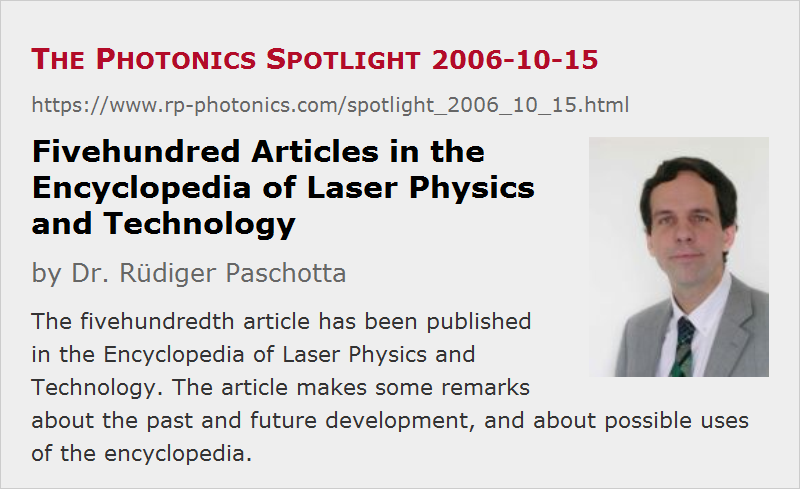 THE PHOTONICS SPOTLIGHT 2006-10-15
https://www.rp-photonics.com/spotlight_2006_10_15.html
Fivehundred Articles in the
Encyclopedia of Laser Physics
and Technology
by Dr. Rüdiger Paschotta
The fivehundredth article has been published
in the Encyclopedia of Laser Physics and
Technology. The article makes some remarks
about the past and future development, and about possible uses
of the encyclopedia.